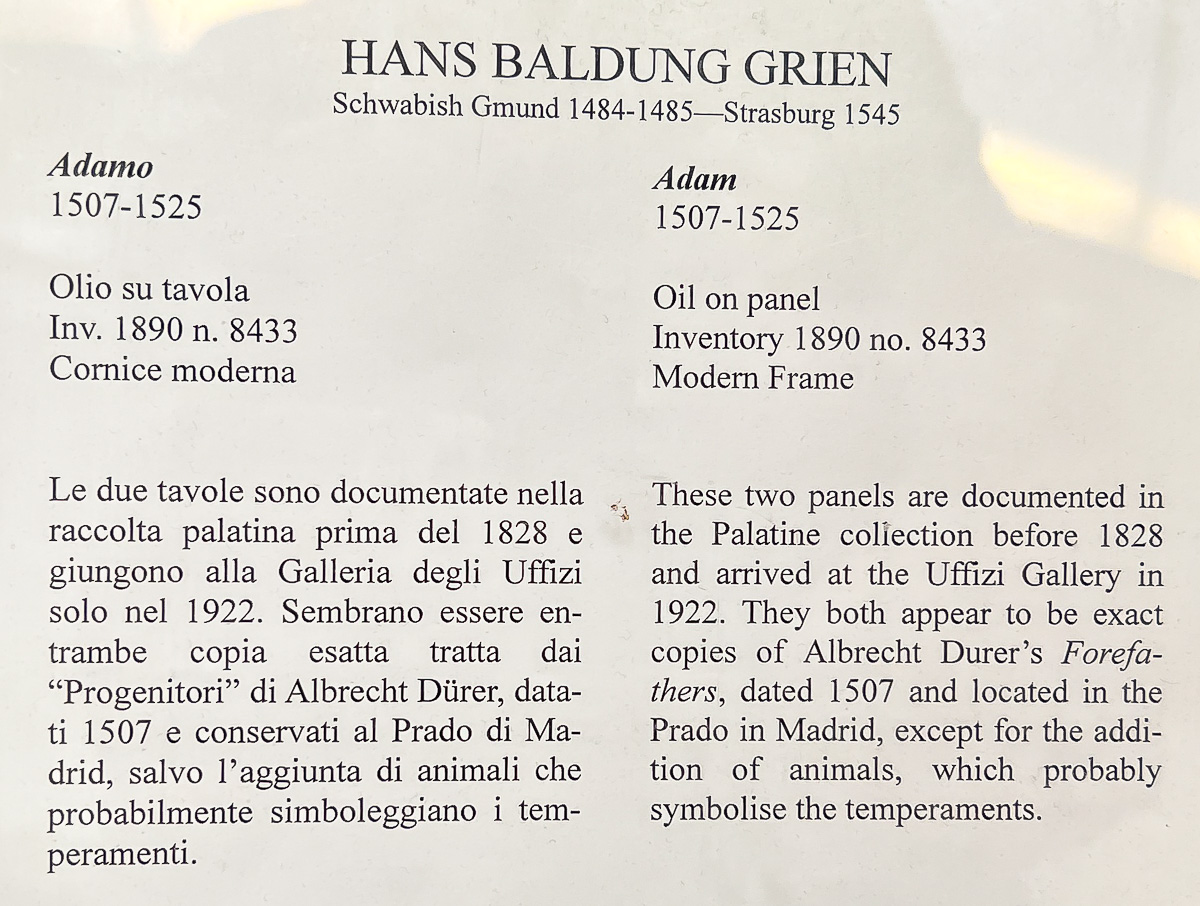 HANS BALDUNG GRIEN
Schwabish Gmund 1484-1485—Strasburg 1545
Adamo
1507-1525
Olio su tavola
Inv. 1890 n. 8433
Cornice moderna
Le due tavole sono documentate nella
raccolta palatina prima del 1828 e
giungono alla Galleria degli Uffizi
solo nel 1922. Sembrano essere en-
trambe copia esatta tratta dai
“Progenitori” di Albrecht Dürer, data-
ti 1507 e conservati al Prado di Ma-
drid, salvo l’aggiunta di animali che
probabilmente simboleggiano i tem-
peramenti.
Adam
1507-1525
Oil on panel
Inventory 1890 no. 8433
Modern Frame
These two panels are documented in
the Palatine collection before 1828
and arrived at the Uffizi Gallery in
1922. They both appear to be exact
copies of Albrecht Durer’s Forefa-
thers, dated 1507 and located in the
Prado in Madrid, except for the addi-
tion of animals, which probably
symbolise the temperaments.